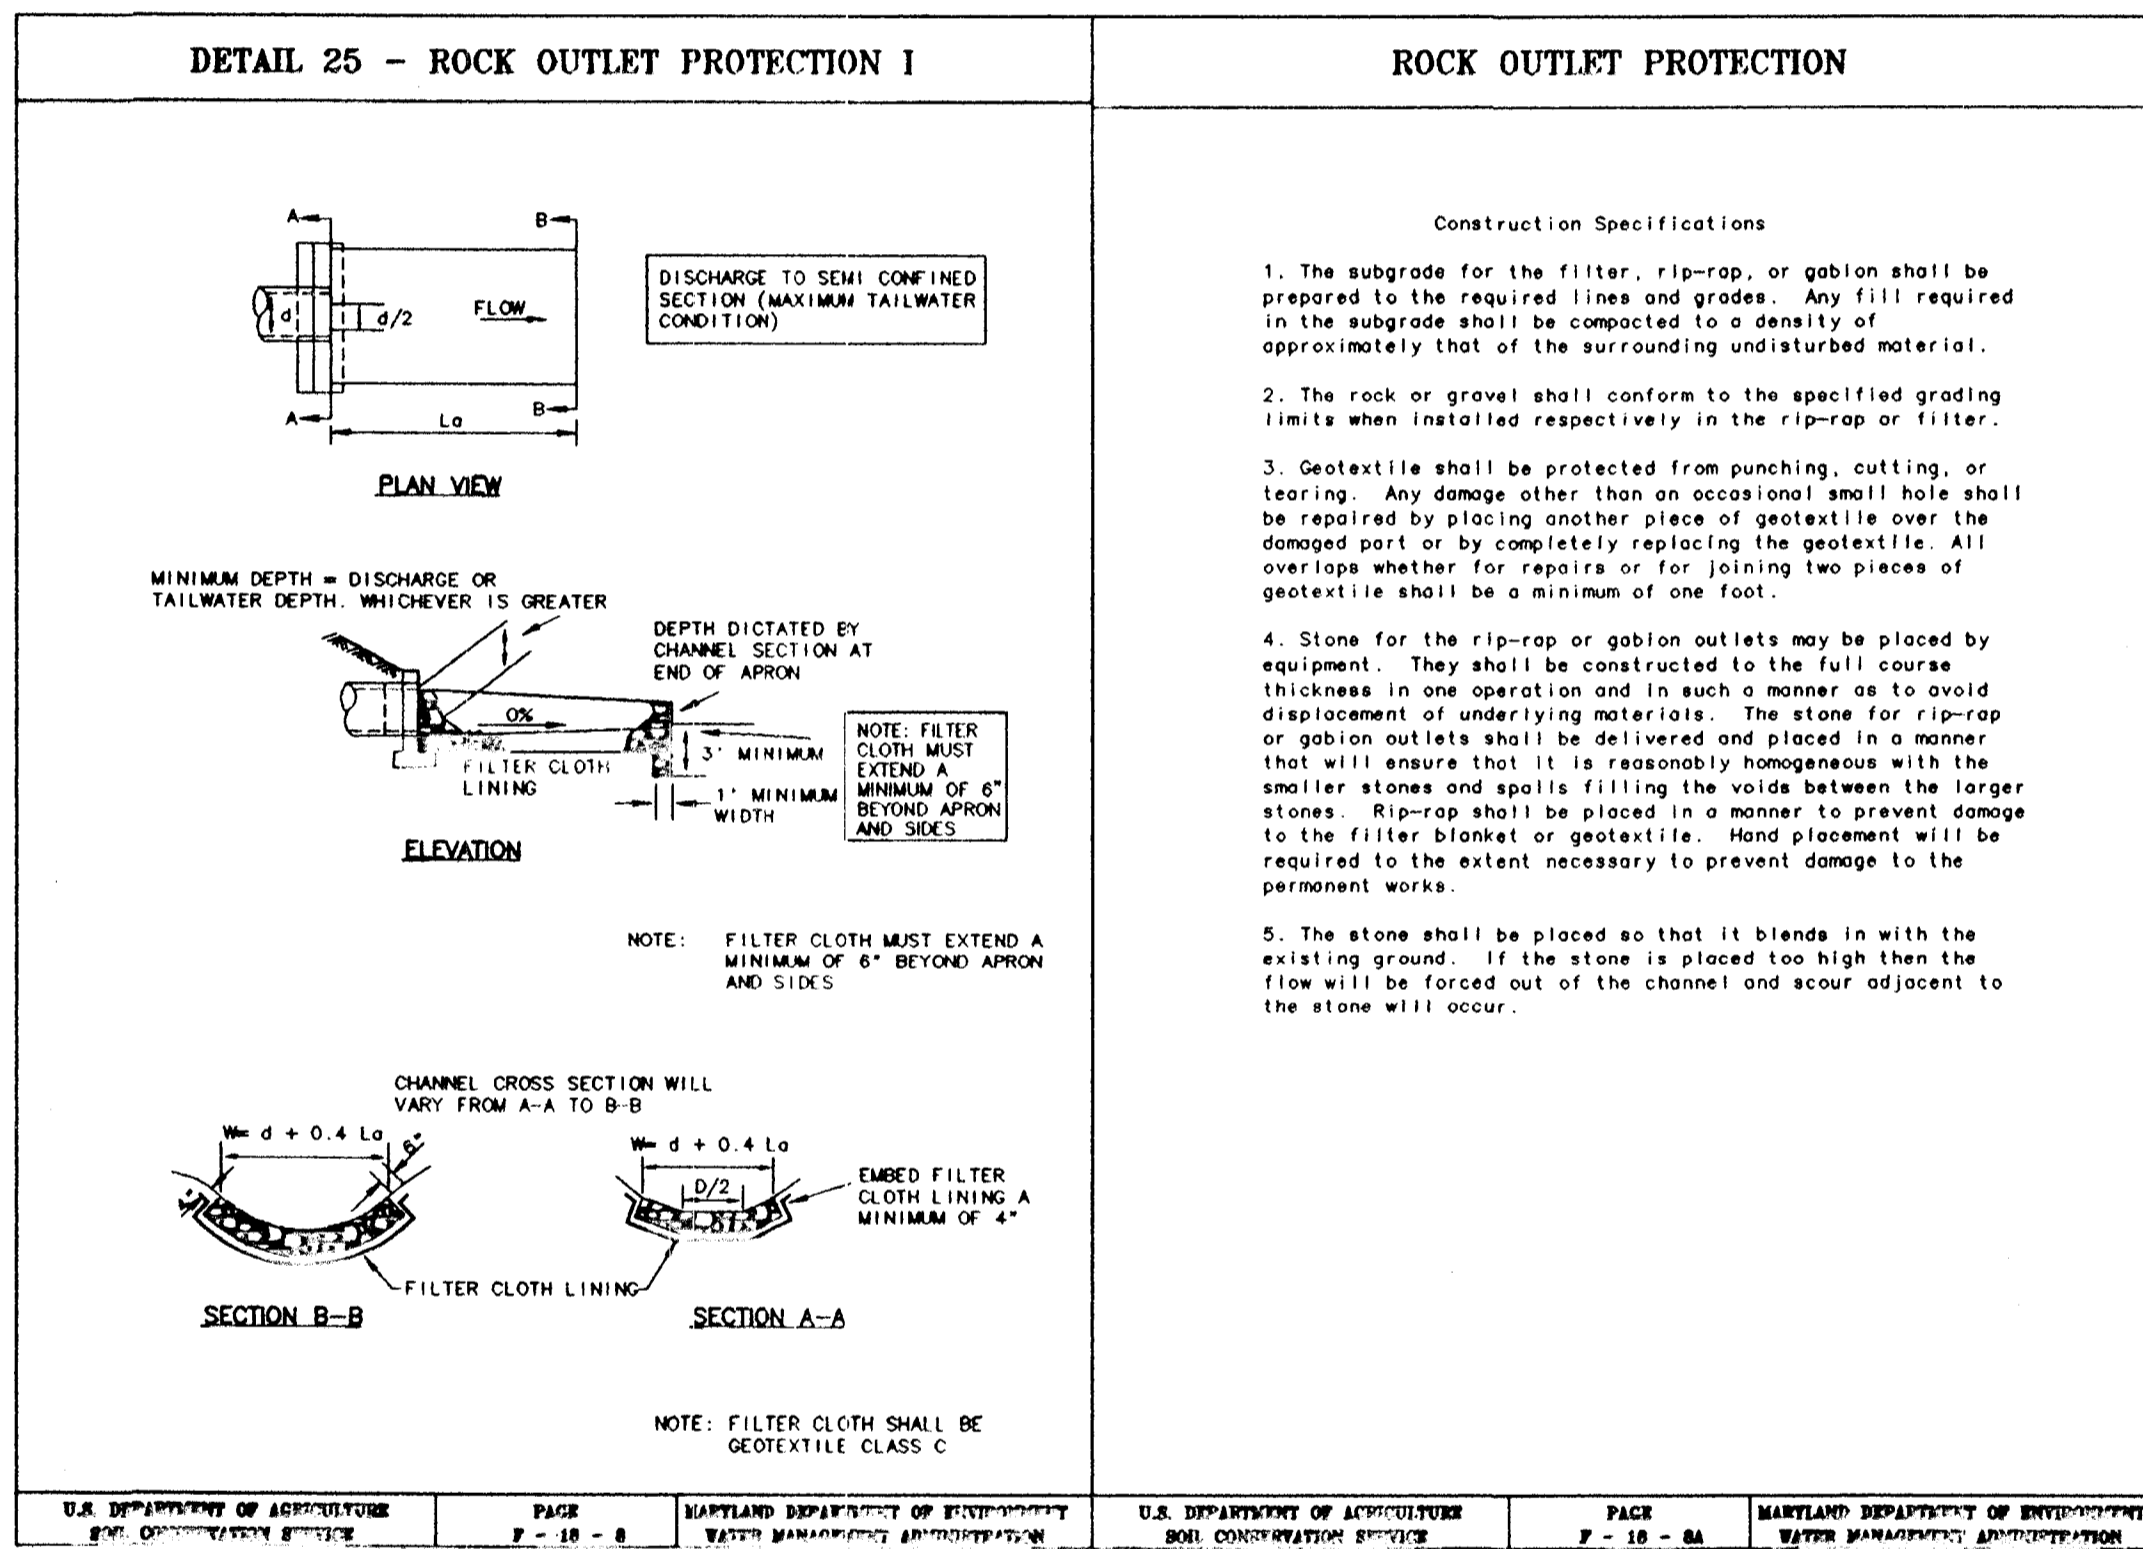 DETAIL 25 - ROCK OUTLET PROTECTION I
A
B
d
d/2
FLOW
A
B
La
PLAN VIEW
DISCHARGE TO SEMI CONFINED
SECTION (MAXIMUM TAILWATER
CONDITION)
MINIMUM DEPTH = DISCHARGE OR
TAILWATER DEPTH. WHICHEVER IS GREATER
DEPTH DICTATED BY
CHANNEL SECTION AT
END OF APRON
0%
3' MINIMUM
FILTER CLOTH
LINING
1' MINIMUM
WIDTH
NOTE: FILTER
CLOTH MUST
EXTEND A
MINIMUM OF 6"
BEYOND APRON
AND SIDES
ELEVATION
NOTE: FILTER CLOTH MUST EXTEND A
MINIMUM OF 6" BEYOND APRON
AND SIDES
CHANNEL CROSS SECTION WILL
VARY FROM A-A TO B-B
W= d + 0.4 La
6"
W= d + 0.4 La
D/2
EMBED FILTER
CLOTH LINING A
MINIMUM OF 4"
FILTER CLOTH LINING
SECTION B-B
SECTION A-A
NOTE: FILTER CLOTH SHALL BE
GEOTEXTILE CLASS C
U.S. DEPARTMENT OF AGRICULTURE
SOIL CONSERVATION SERVICE
PAGE
F - 18 - 8
MARYLAND DEPARTMENT OF ENVIRONMENT
WATER MANAGEMENT ADMINISTRATION
ROCK OUTLET PROTECTION
Construction Specifications
1. The subgrade for the filter, rip-rap, or gabion shall be
prepared to the required lines and grades. Any fill required
in the subgrade shall be compacted to a density of
approximately that of the surrounding undisturbed material.
2. The rock or gravel shall conform to the specified grading
limits when installed respectively in the rip-rap or filter.
3. Geotextile shall be protected from punching, cutting, or
tearing. Any damage other than an occasional small hole shall
be repaired by placing another piece of geotextile over the
damaged part or by completely replacing the geotextile. All
overlaps whether for repairs or for joining two pieces of
geotextile shall be a minimum of one foot.
4. Stone for the rip-rap or gabion outlets may be placed by
equipment. They shall be constructed to the full course
thickness in one operation and in such a manner as to avoid
displacement of underlying materials. The stone for rip-rap
or gabion outlets shall be delivered and placed in a manner
that will ensure that it is reasonably homogeneous with the
smaller stones and spalls filling the voids between the larger
stones. Rip-rap shall be placed in a manner to prevent damage
to the filter blanket or geotextile. Hand placement will be
required to the extent necessary to prevent damage to the
permanent works.
5. The stone shall be placed so that it blends in with the
existing ground. If the stone is placed too high then the
flow will be forced out of the channel and scour adjacent to
the stone will occur.
U.S. DEPARTMENT OF AGRICULTURE
SOIL CONSERVATION SERVICE
PAGE
F - 18 - 8A
MARYLAND DEPARTMENT OF ENVIRONMENT
WATER MANAGEMENT ADMINISTRATION